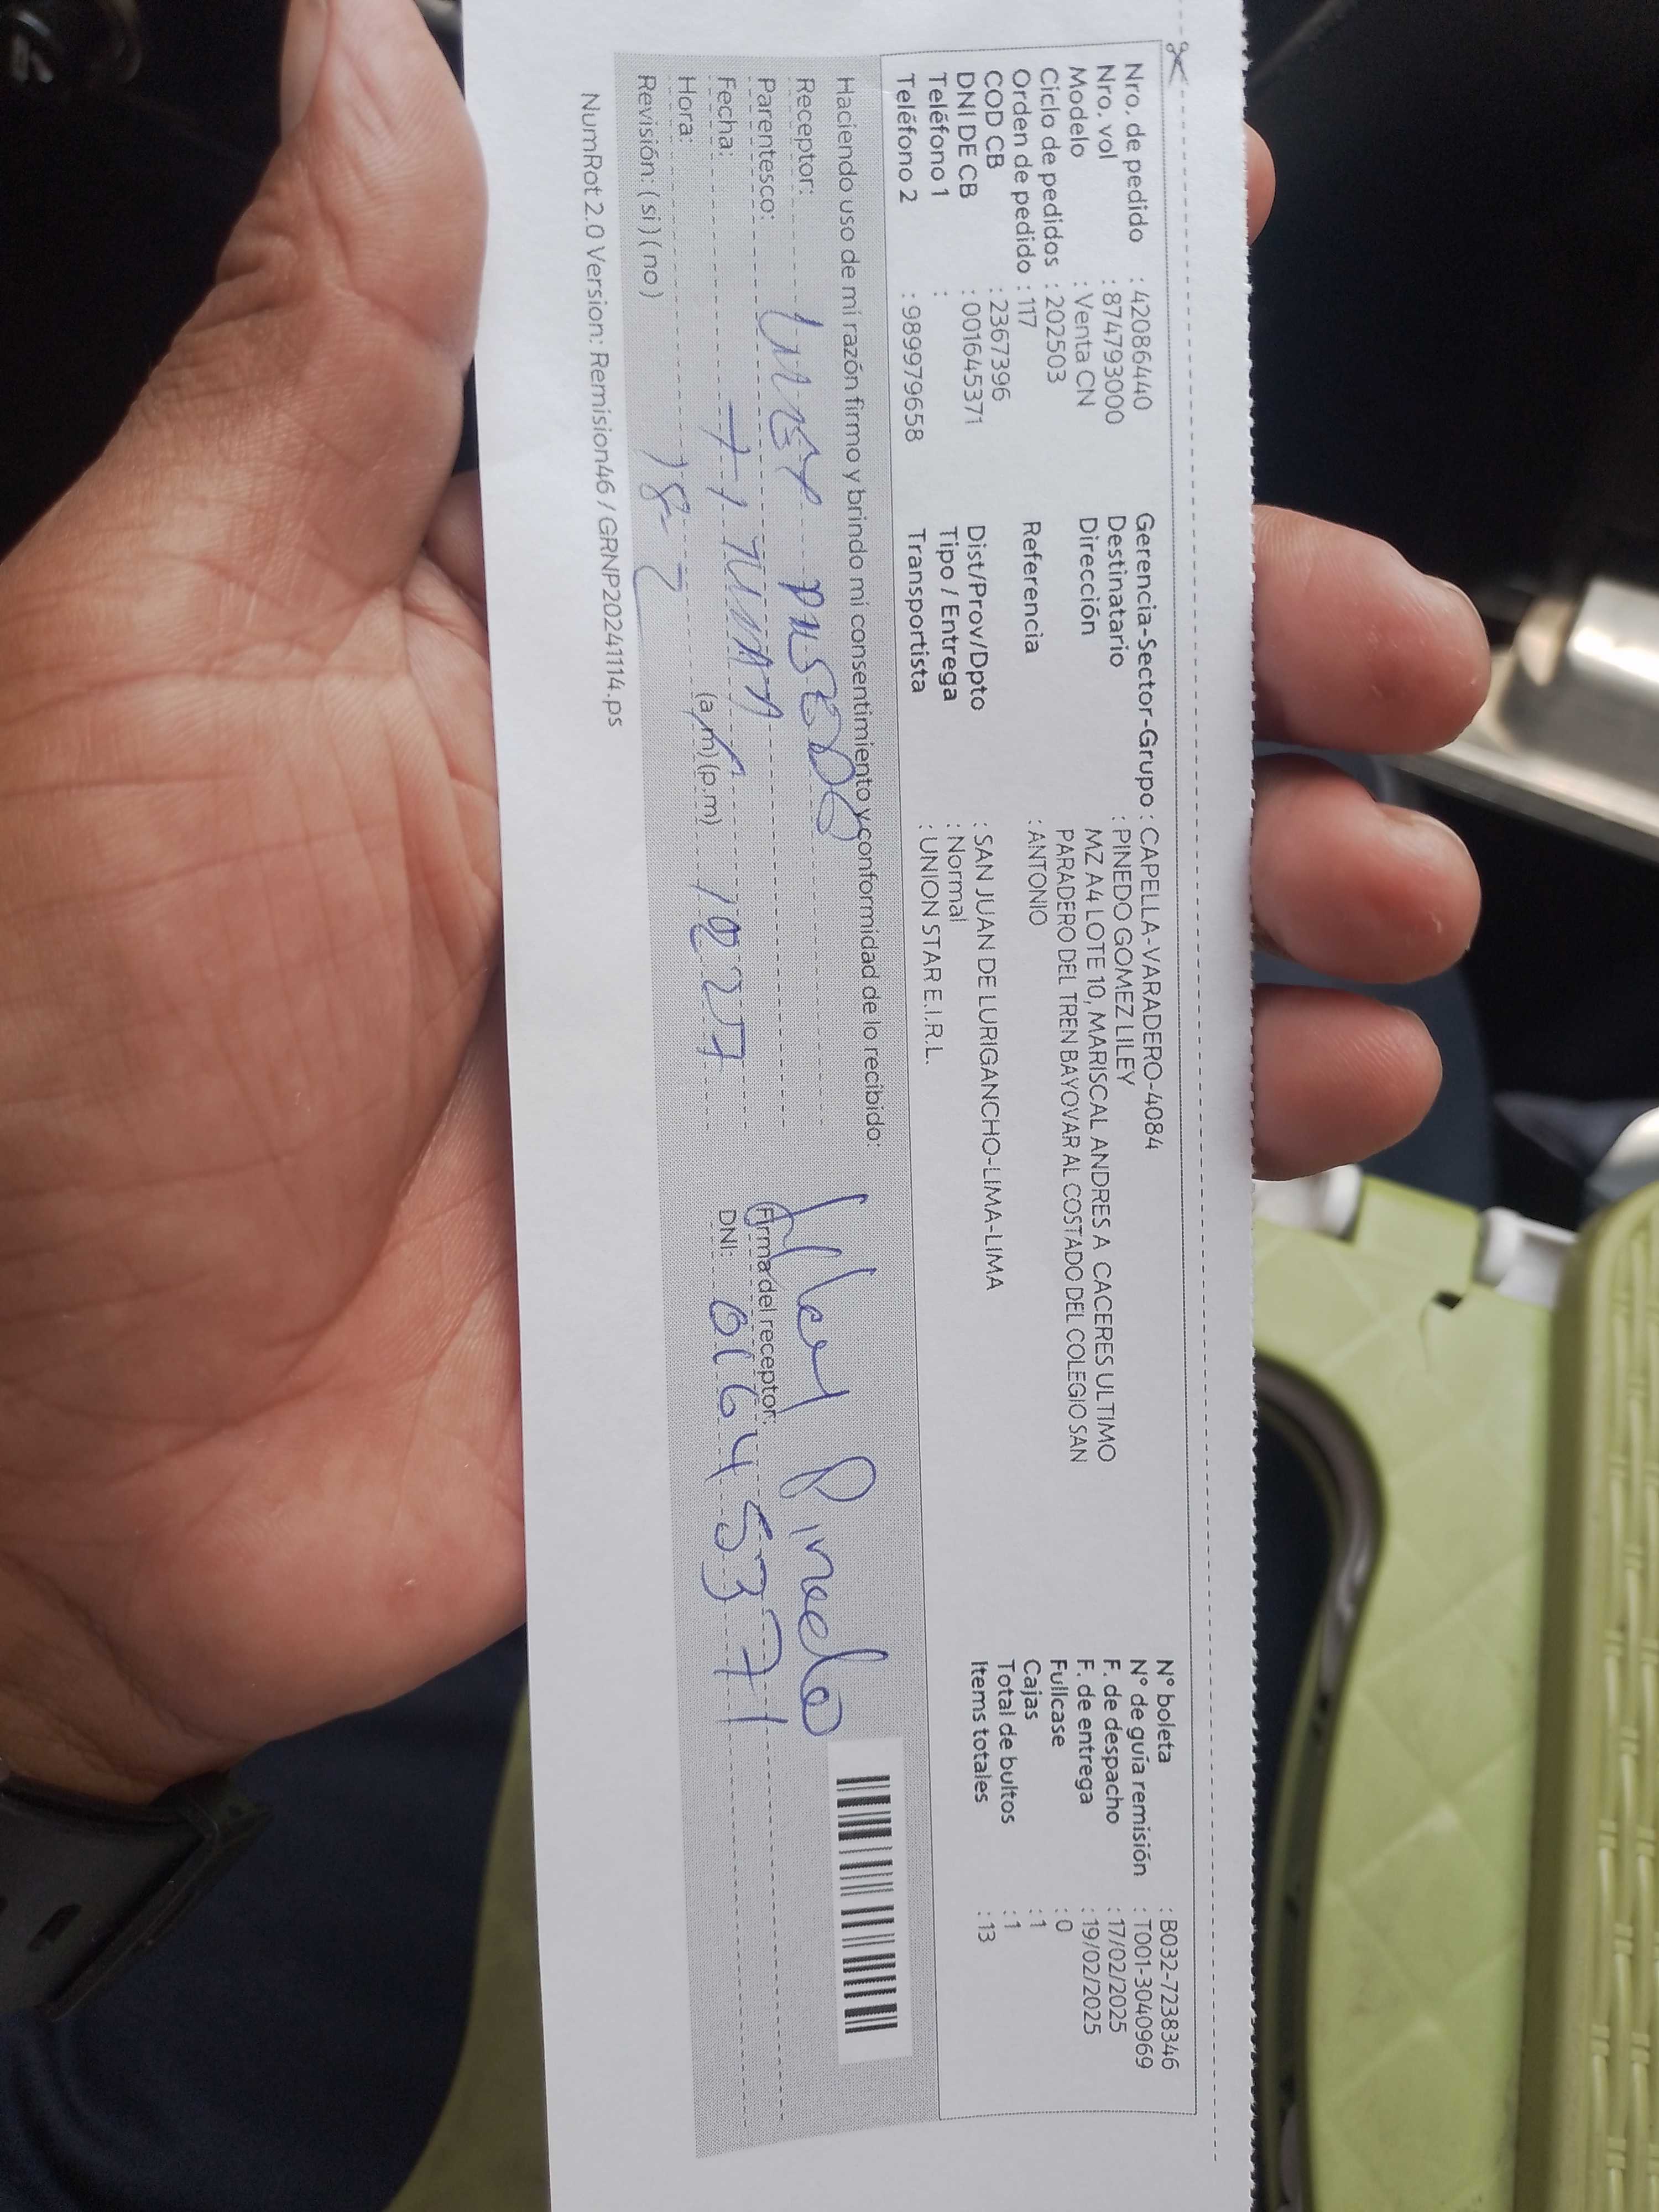 Nro. de pedido : 42086440
Nro. vol : 874793000
Modelo : Venta CN
Ciclo de pedidos : 202503
Orden de pedido : 117
COD CB : 2367396
DNI DE CB : 001645371
Teléfono 1 :
Teléfono 2 : 989979658
Gerencia-Sector-Grupo : CAPELLA-VARADERO-4084
Destinatario : PINEDO GOMEZ LILEY
Dirección MZ A4 LOTE 10, MARISCAL ANDRES A CACERES ULTIMO
PARADERO DEL TREN BAYOVAR AL COSTADO DEL COLEGIO SAN
Referencia : ANTONIO
Dist/Prov/Dpto : SAN JUAN DE LURIGANCHO-LIMA-LIMA
Tipo / Entrega : Normal
Transportista : UNION STAR E.I.R.L.
N° boleta : B032-7238346
N° de guía remisión : T001-3040969
F. de despacho : 17/02/2025
F. de entrega : 19/02/2025
Fullcase : 0
Cajas : 1
Total de bultos : 1
Items totales : 13
Haciendo uso de mi razón firmo y brindo mi consentimiento y conformidad de lo recibido:
Receptor:
Parentesco:
Fecha:
Hora: (a.m) (p.m)
Revisión: (si) (no)
Pinedo
Firma del receptor:
DNI: 001645371
NumRot 2.0 Version: Remision46 / GRNP20241114.ps